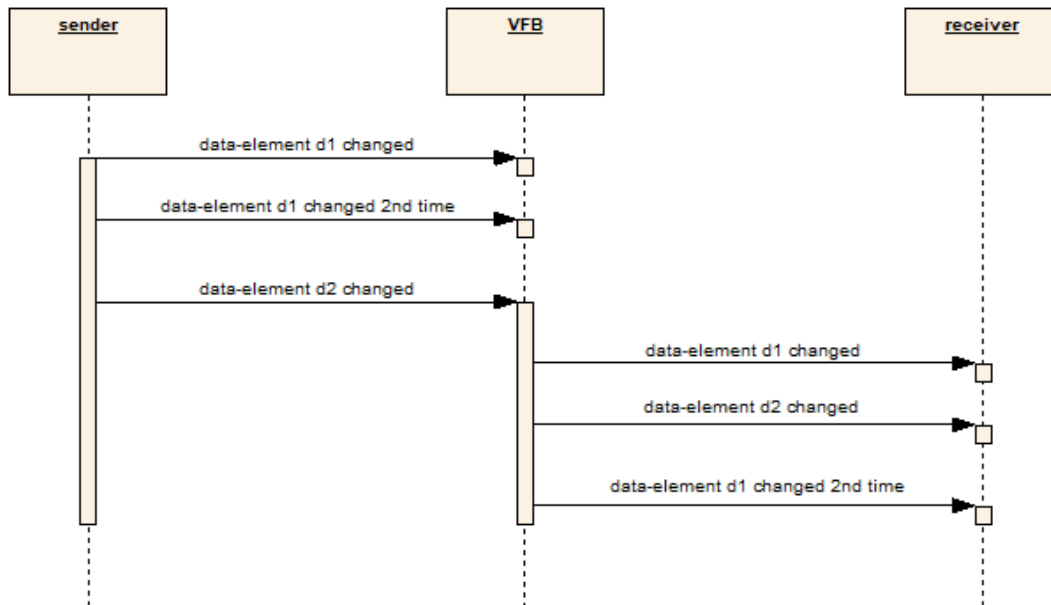 sender
VFB
receiver
data-element d1 changed
data-element d1 changed 2nd time
data-element d2 changed
data-element d1 changed
data-element d2 changed
data-element d1 changed 2nd time